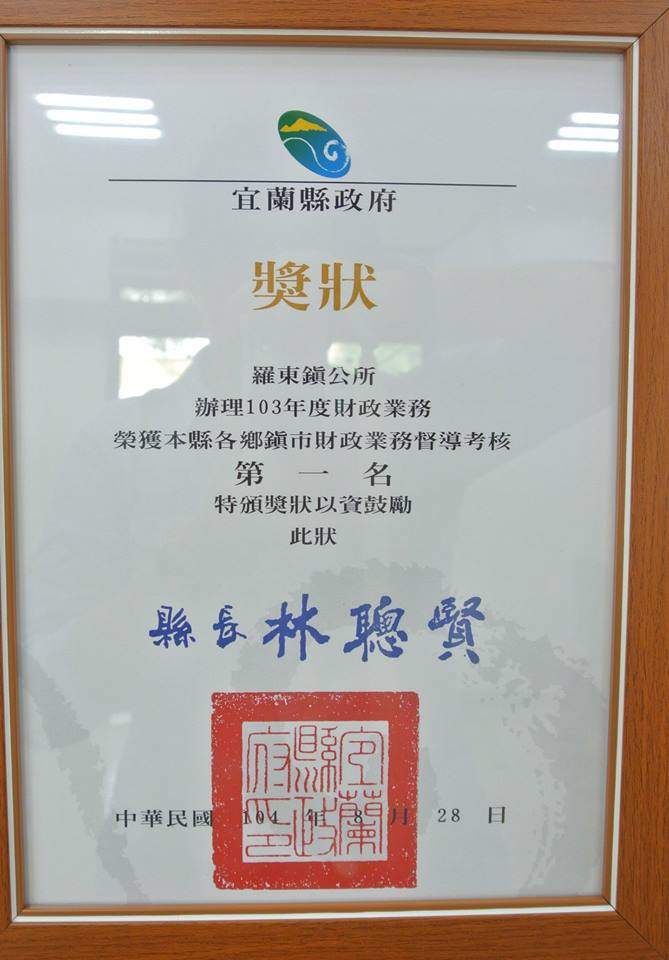 宜蘭縣政府
獎狀
羅東鎮公所
辦理103年度財政業務
榮獲本縣各鄉鎮市財政業務督導考核
第一名
特頒獎狀以資鼓勵
此狀
縣長林聰賢
宜蘭縣政府印
中華民國 104 年 8 月 28 日